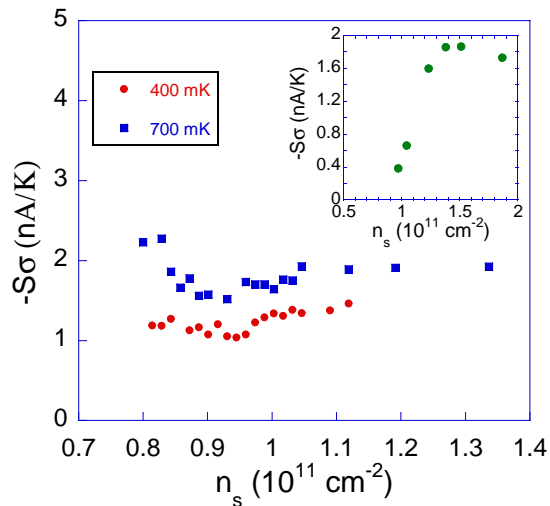 5
4
3
2
1
0
0.7 0.8 0.9 1 1.1 1.2 1.3 1.4
-Sσ (nA/K)
n_s (10^11 cm^-2)
400 mK
700 mK
2
1.6
1.2
0.8
0.4
0
0.5 1 1.5 2
-Sσ (nA/K)
n_s (10^11 cm^-2)